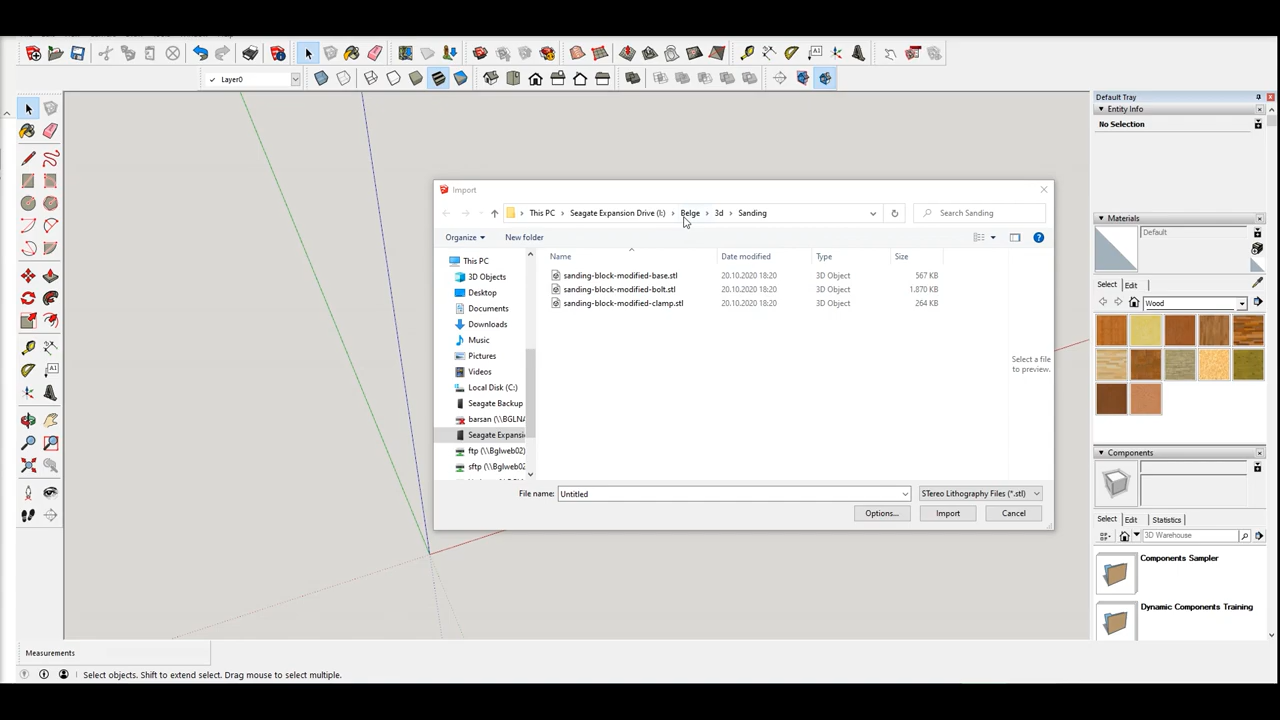 Layer0
Default Tray
Entity Info
No Selection
Materials
Default
Select Edit
Wood
Components
Select Edit Statistics
3D Warehouse
Components Sampler
Dynamic Components Training
Import
This PC Seagate Expansion Drive (I:) Belge 3d Sanding
Search Sanding
Organize New folder
Name Date modified Type Size
sanding-block-modified-base.stl 20.10.2020 18:20 3D Object 567 KB
sanding-block-modified-bolt.stl 20.10.2020 18:20 3D Object 1.870 KB
sanding-block-modified-clamp.stl 20.10.2020 18:20 3D Object 264 KB
This PC
3D Objects
Desktop
Documents
Downloads
Music
Pictures
Videos
Local Disk (C:)
Seagate Backup
barsan (\\BGLNA
Seagate Expansi
ftp (\\Bglweb02)
sftp (\\Bglweb02
Select a file
to preview.
File name: Untitled STereo Lithography Files (*.stl)
Options... Import Cancel
Measurements
Select objects. Shift to extend select. Drag mouse to select multiple.